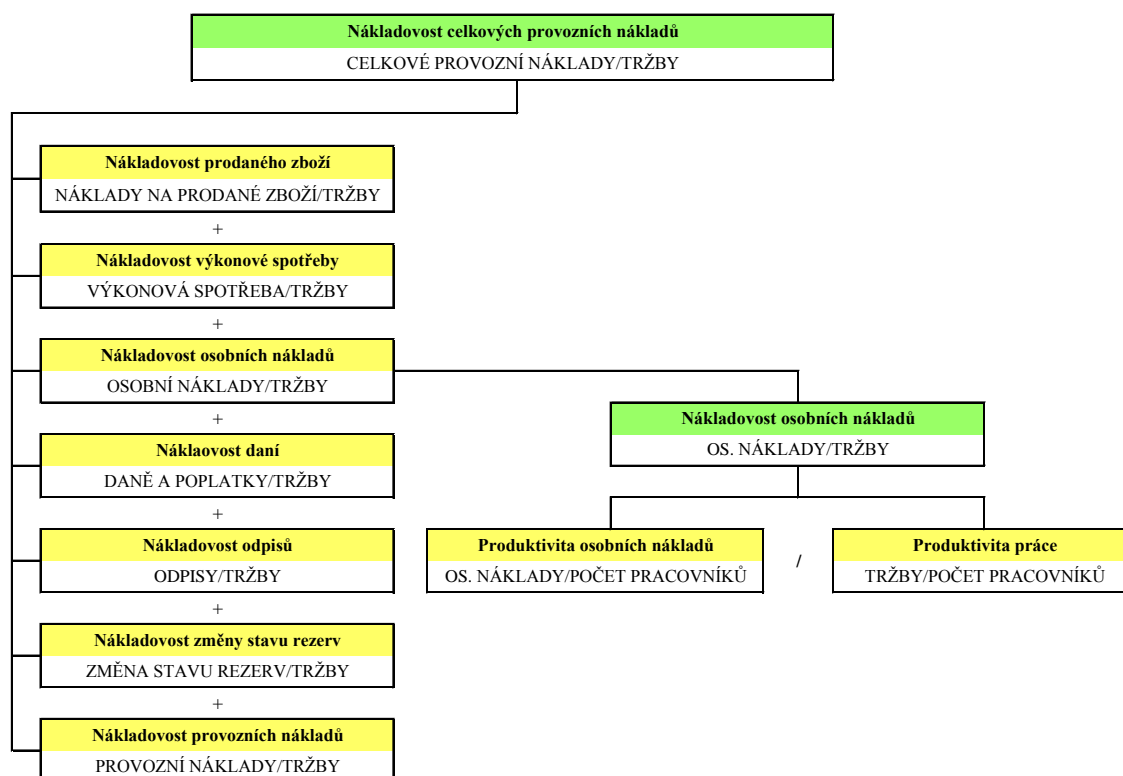 Nákladovost celkových provozních nákladů
CELKOVÉ PROVOZNÍ NÁKLADY/TRŽBY
Nákladovost prodaného zboží
NÁKLADY NA PRODANÉ ZBOŽÍ/TRŽBY
+
Nákladovost výkonové spotřeby
VÝKONOVÁ SPOTŘEBA/TRŽBY
+
Nákladovost osobních nákladů
OSOBNÍ NÁKLADY/TRŽBY
+
Nákladovost osobních nákladů
OS. NÁKLADY/TRŽBY
Náklaovost daní
DANĚ A POPLATKY/TRŽBY
+
Nákladovost odpisů
ODPISY/TRŽBY
Produktivita osobních nákladů
OS. NÁKLADY/POČET PRACOVNÍKŮ
/
Produktivita práce
TRŽBY/POČET PRACOVNÍKŮ
+
Nákladovost změny stavu rezerv
ZMĚNA STAVU REZERV/TRŽBY
+
Nákladovost provozních nákladů
PROVOZNÍ NÁKLADY/TRŽBY